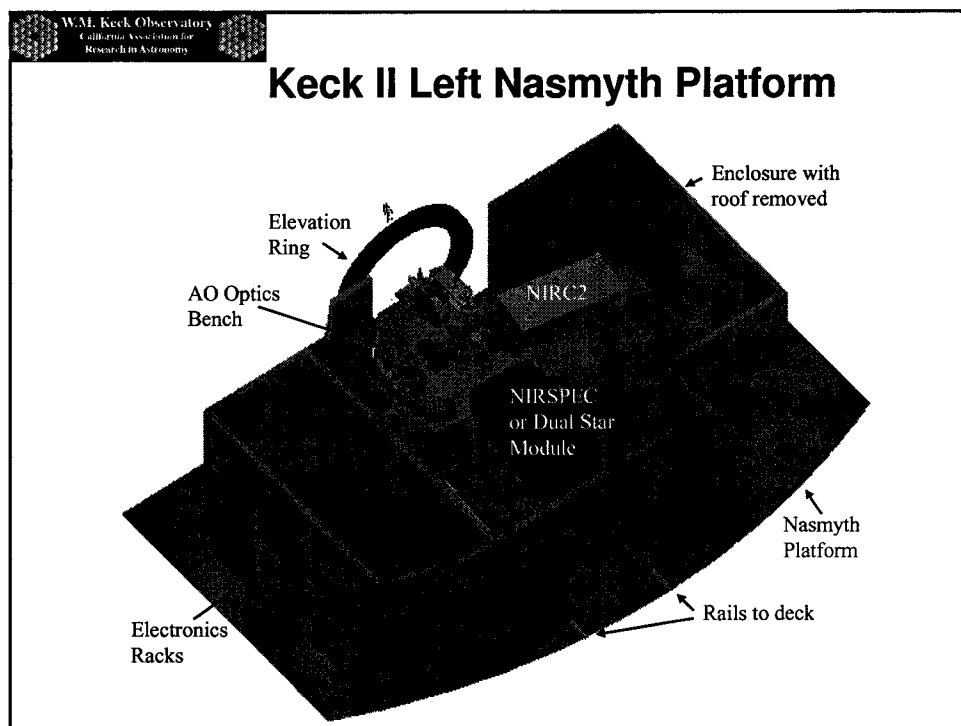 W.M. Keck Observatory
California Association for
Research in Astronomy
Keck II Left Nasmyth Platform
Enclosure with
roof removed
Elevation
Ring
AO Optics
Bench
NIRC2
NIRSPEC
or Dual Star
Module
Nasmyth
Platform
Rails to deck
Electronics
Racks